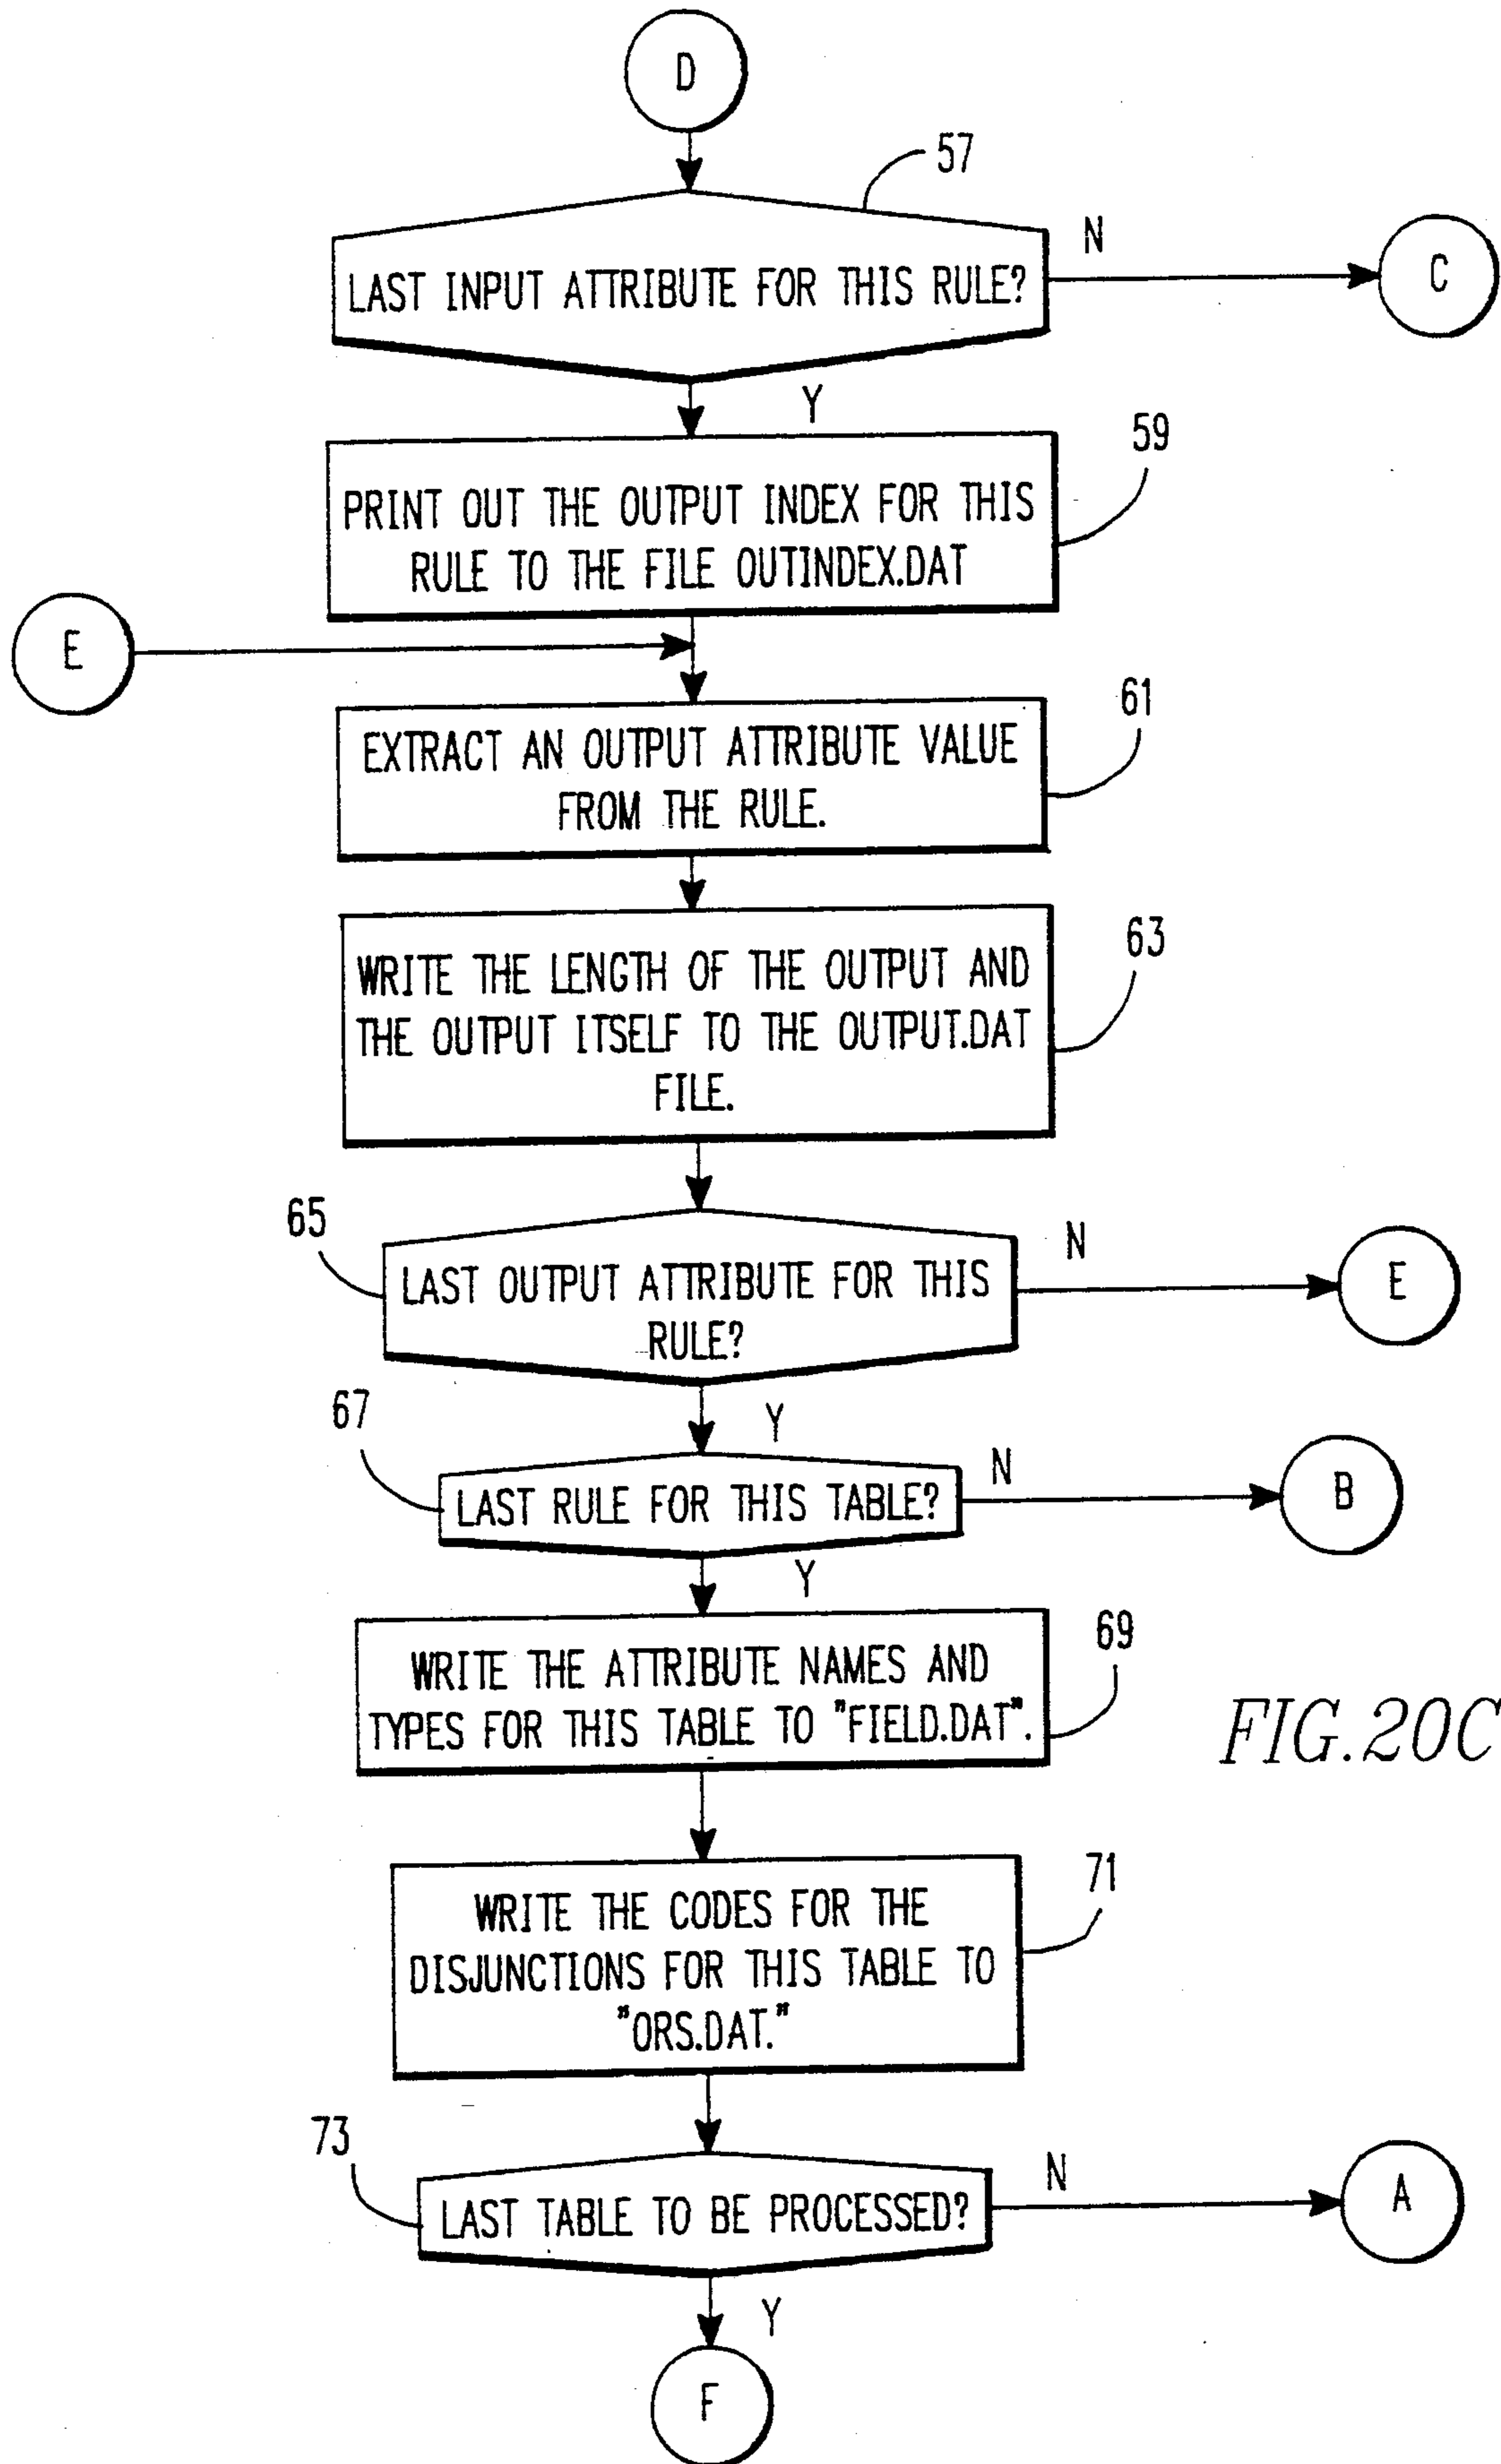 D
57
N
LAST INPUT ATTRIBUTE FOR THIS RULE?
C
Y
59
PRINT OUT THE OUTPUT INDEX FOR THIS
RULE TO THE FILE OUTINDEX.DAT
E
61
EXTRACT AN OUTPUT ATTRIBUTE VALUE
FROM THE RULE.
63
WRITE THE LENGTH OF THE OUTPUT AND
THE OUTPUT ITSELF TO THE OUTPUT.DAT
FILE.
65
N
LAST OUTPUT ATTRIBUTE FOR THIS
RULE?
E
67
Y
N
LAST RULE FOR THIS TABLE?
B
Y
69
WRITE THE ATTRIBUTE NAMES AND
TYPES FOR THIS TABLE TO "FIELD.DAT".
FIG.20C
71
WRITE THE CODES FOR THE
DISJUNCTIONS FOR THIS TABLE TO
"ORS.DAT."
73
N
LAST TABLE TO BE PROCESSED?
A
Y
F